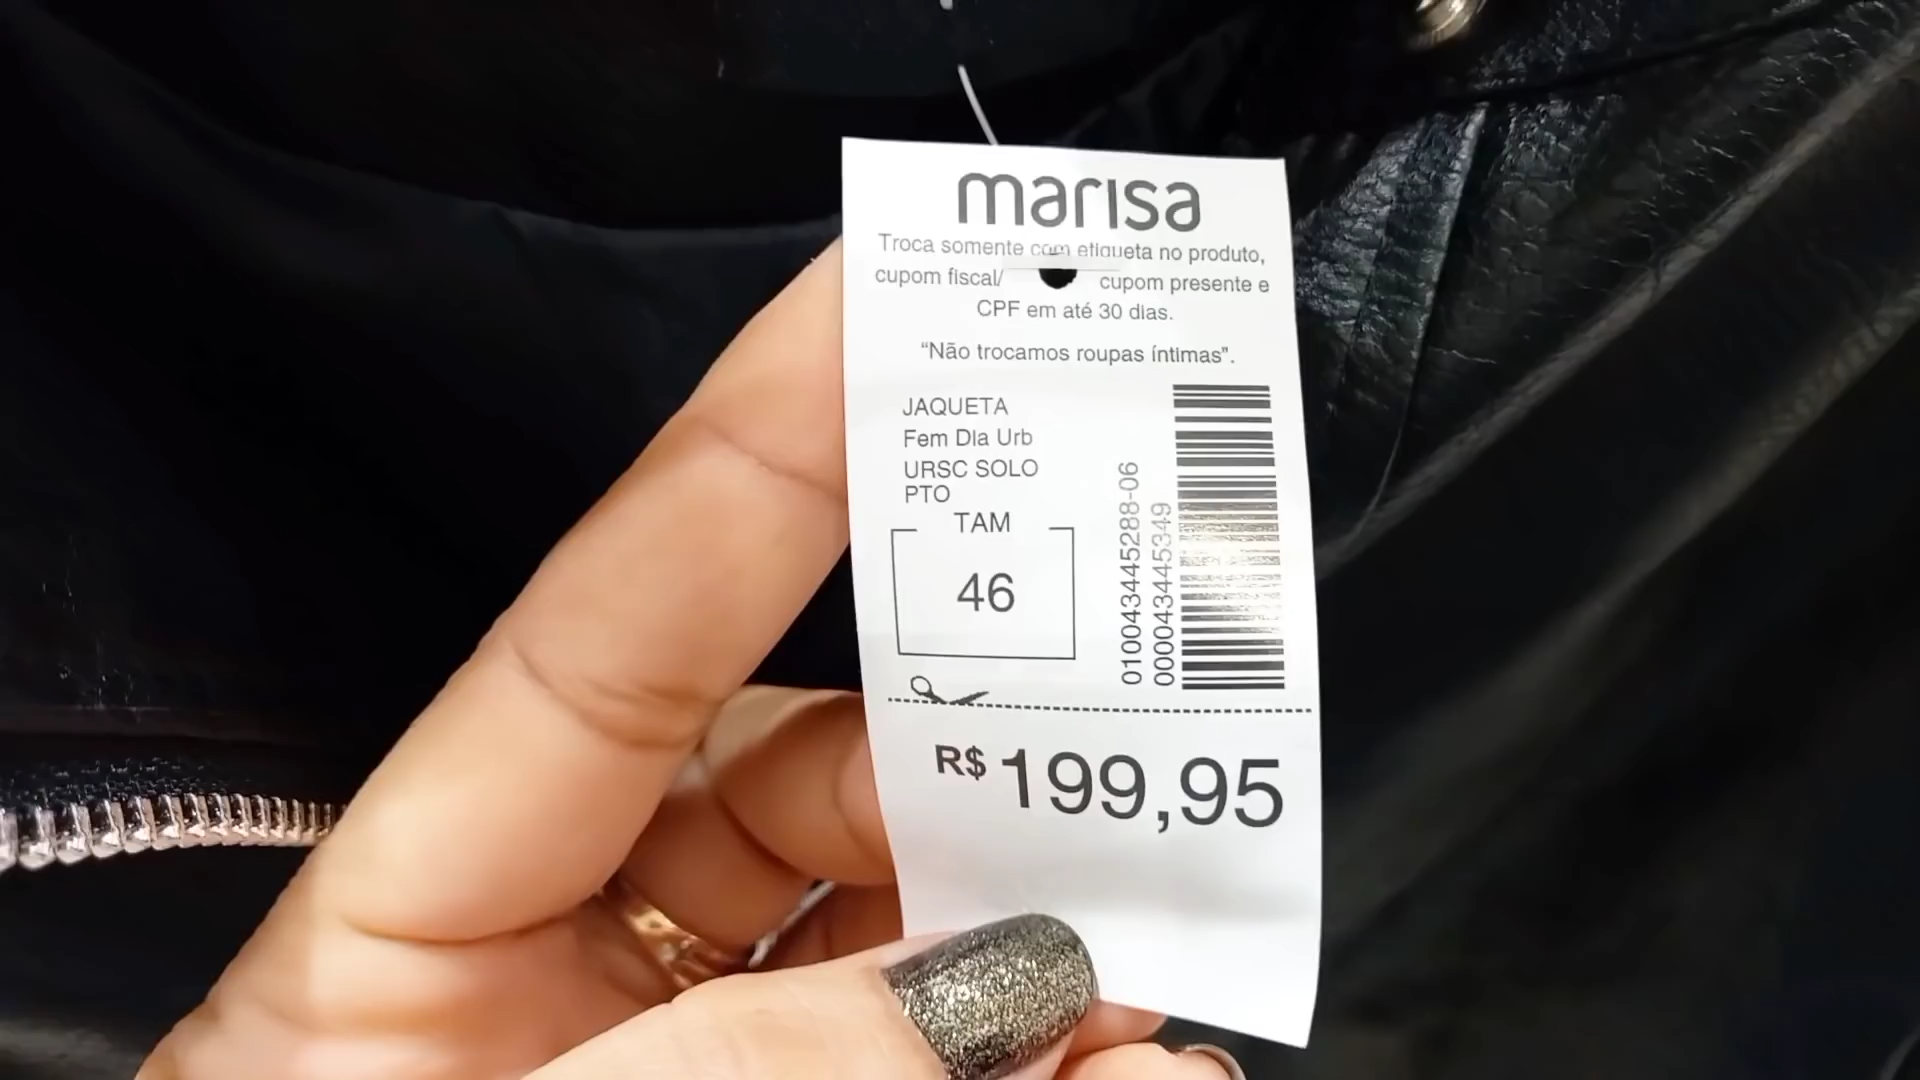 marisa
Troca somente com etiqueta no produto,
cupom fiscal/ cupom presente e
CPF em até 30 dias.
“Não trocamos roupas íntimas”.
JAQUETA
Fem Dla Urb
URSC SOLO
PTO
TAM
46
010043445288-06
000043445349
R$ 199,95